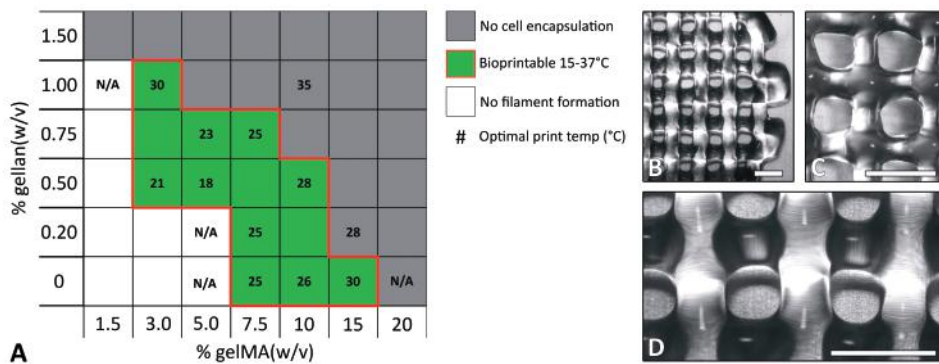 % gellan(w/v)
1.50
1.00 N/A 30 35
0.75 23 25
0.50 21 18 28
0.20 N/A 25 28
0 N/A 25 26 30 N/A
1.5 3.0 5.0 7.5 10 15 20
% gelMA(w/v)
A
No cell encapsulation
Bioprintable 15-37°C
No filament formation
# Optimal print temp (°C)
B
C
D